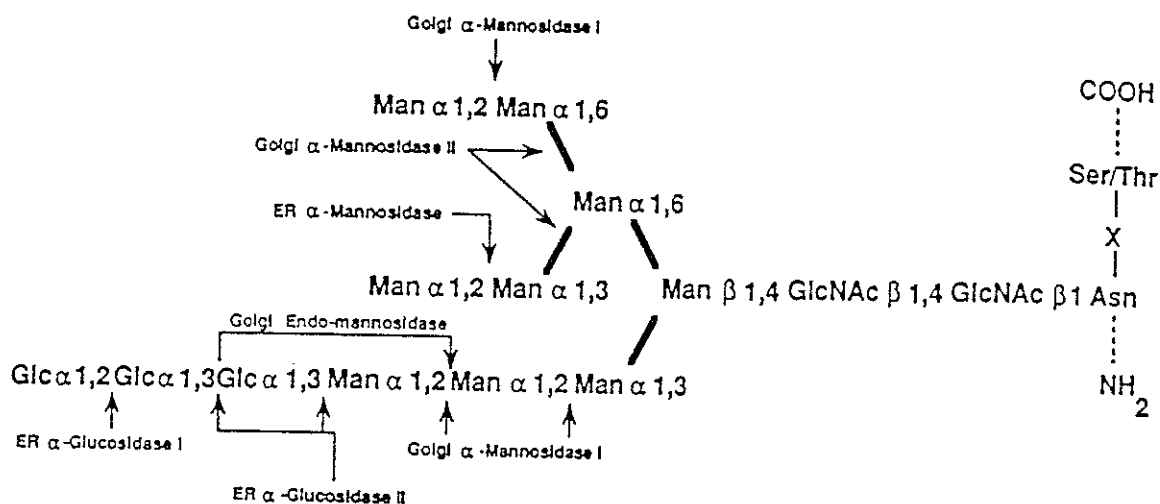 Golgi α-Mannosidase I
Man α 1,2 Man α 1,6
COOH
Golgi α-Mannosidase II
Ser/Thr
Man α 1,6
ER α-Mannosidase
X
Man α 1,2 Man α 1,3
Man β 1,4 GlcNAc β 1,4 GlcNAc β1 Asn
Golgi Endo-mannosidase
Glc α 1,2 Glc α 1,3 Glc α 1,3 Man α 1,2 Man α 1,2 Man α 1,3
NH2
ER α-Glucosidase I
Golgi α-Mannosidase I
ER α-Glucosidase II